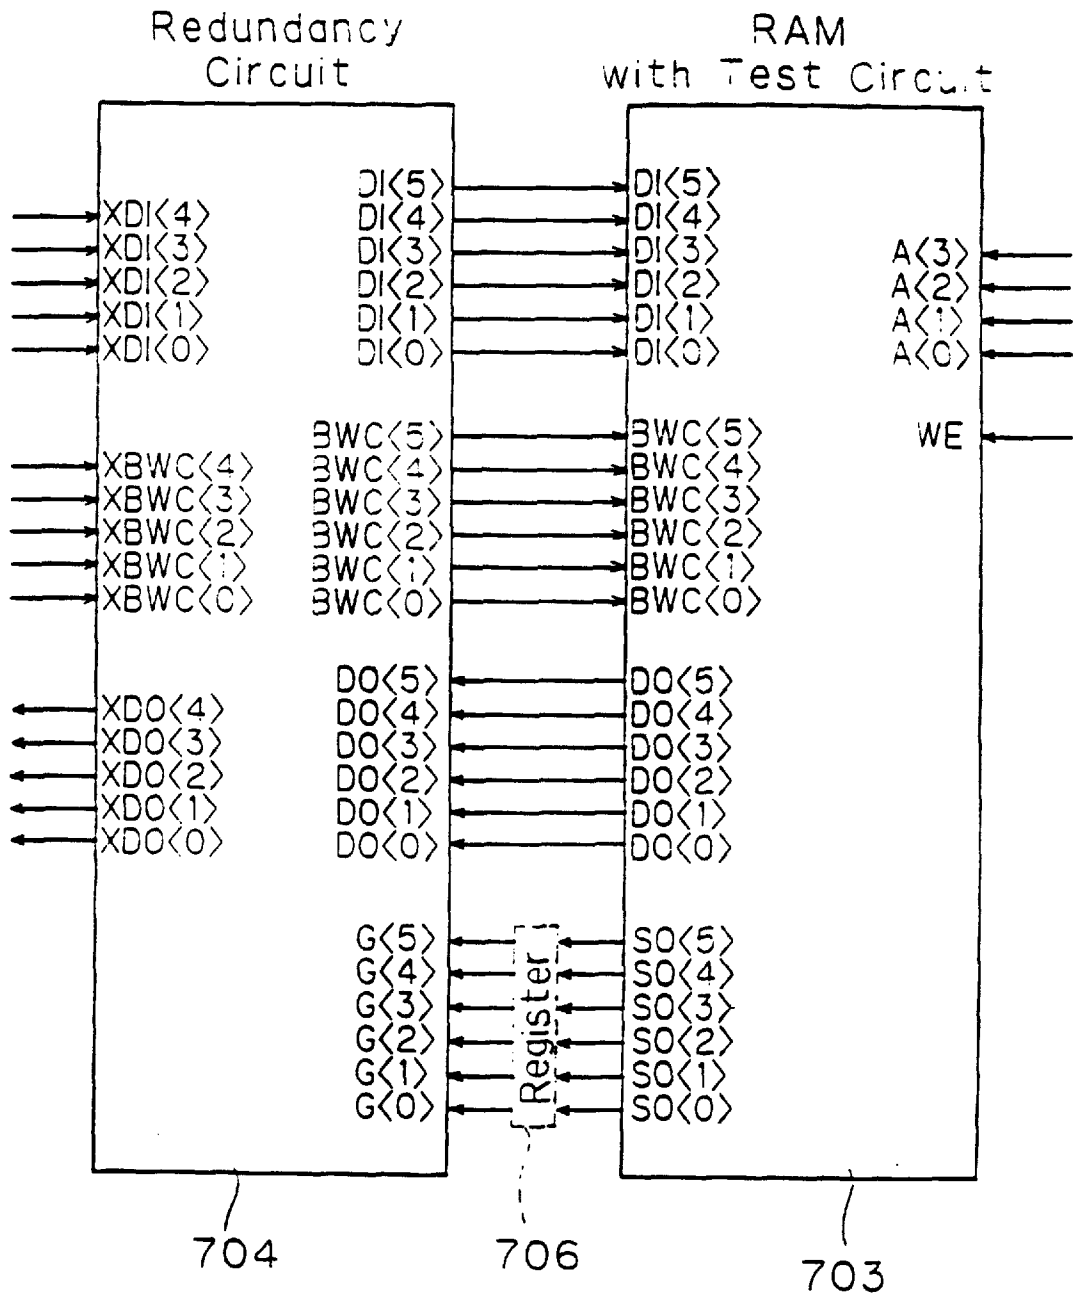 Redundancy
Circuit
RAM
with Test Circuit
XDI<4>
XDI<3>
XDI<2>
XDI<1>
XDI<0>
XBWC<4>
XBWC<3>
XBWC<2>
XBWC<1>
XBWC<0>
XDO<4>
XDO<3>
XDO<2>
XDO<1>
XDO<0>
DI<5>
DI<4>
DI<3>
DI<2>
DI<1>
DI<0>
BWC<5>
BWC<4>
BWC<3>
BWC<2>
BWC<1>
BWC<0>
DO<5>
DO<4>
DO<3>
DO<2>
DO<1>
DO<0>
G<5>
G<4>
G<3>
G<2>
G<1>
G<0>
Register
DI<5>
DI<4>
DI<3>
DI<2>
DI<1>
DI<0>
BWC<5>
BWC<4>
BWC<3>
BWC<2>
BWC<1>
BWC<0>
DO<5>
DO<4>
DO<3>
DO<2>
DO<1>
DO<0>
SO<5>
SO<4>
SO<3>
SO<2>
SO<1>
SO<0>
A<3>
A<2>
A<1>
A<0>
WE
704
706
703